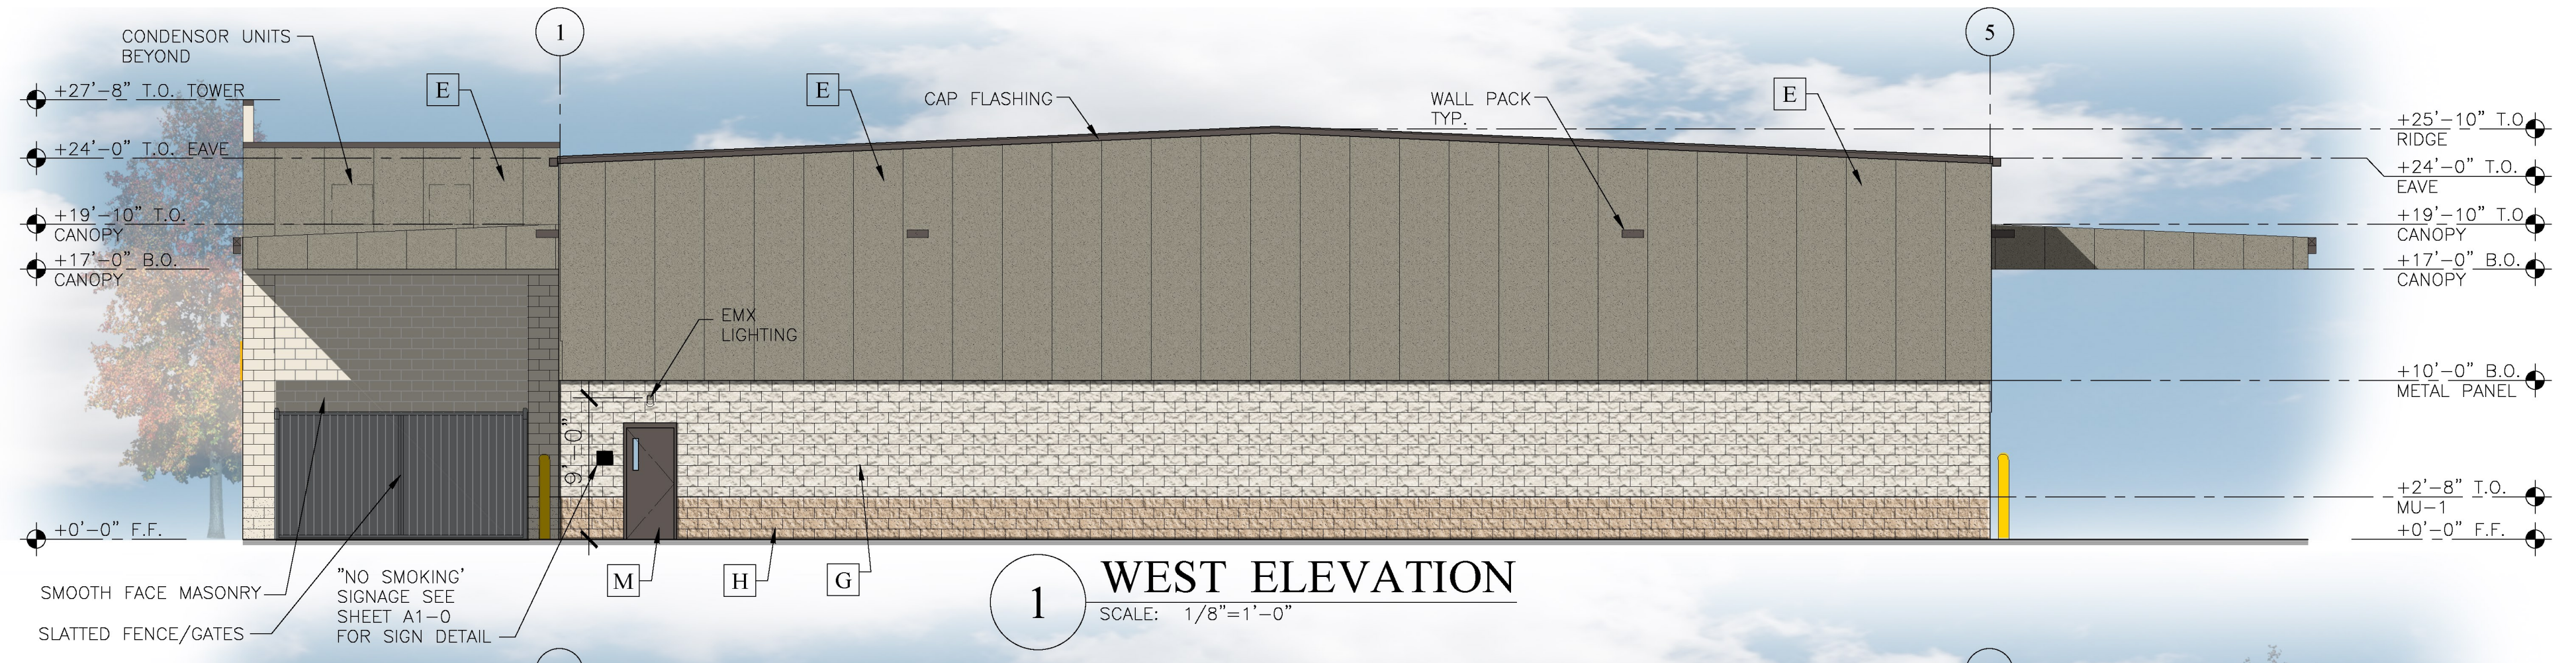 1
5
CONDENSOR UNITS
BEYOND
E
E
CAP FLASHING
WALL PACK
TYP.
E
+27'-8" T.O. TOWER
+24'-0" T.O. EAVE
+19'-10" T.O.
CANOPY
+17'-0" B.O.
CANOPY
+0'-0" F.F.
+25'-10" T.O.
RIDGE
+24'-0" T.O.
EAVE
+19'-10" T.O.
CANOPY
+17'-0" B.O.
CANOPY
+10'-0" B.O.
METAL PANEL
+2'-8" T.O.
MU-1
+0'-0" F.F.
EMX
LIGHTING
9'-0"
SMOOTH FACE MASONRY
SLATTED FENCE/GATES
"NO SMOKING'
SIGNAGE SEE
SHEET A1-0
FOR SIGN DETAIL
M
H
G
1
WEST ELEVATION
SCALE: 1/8"=1'-0"